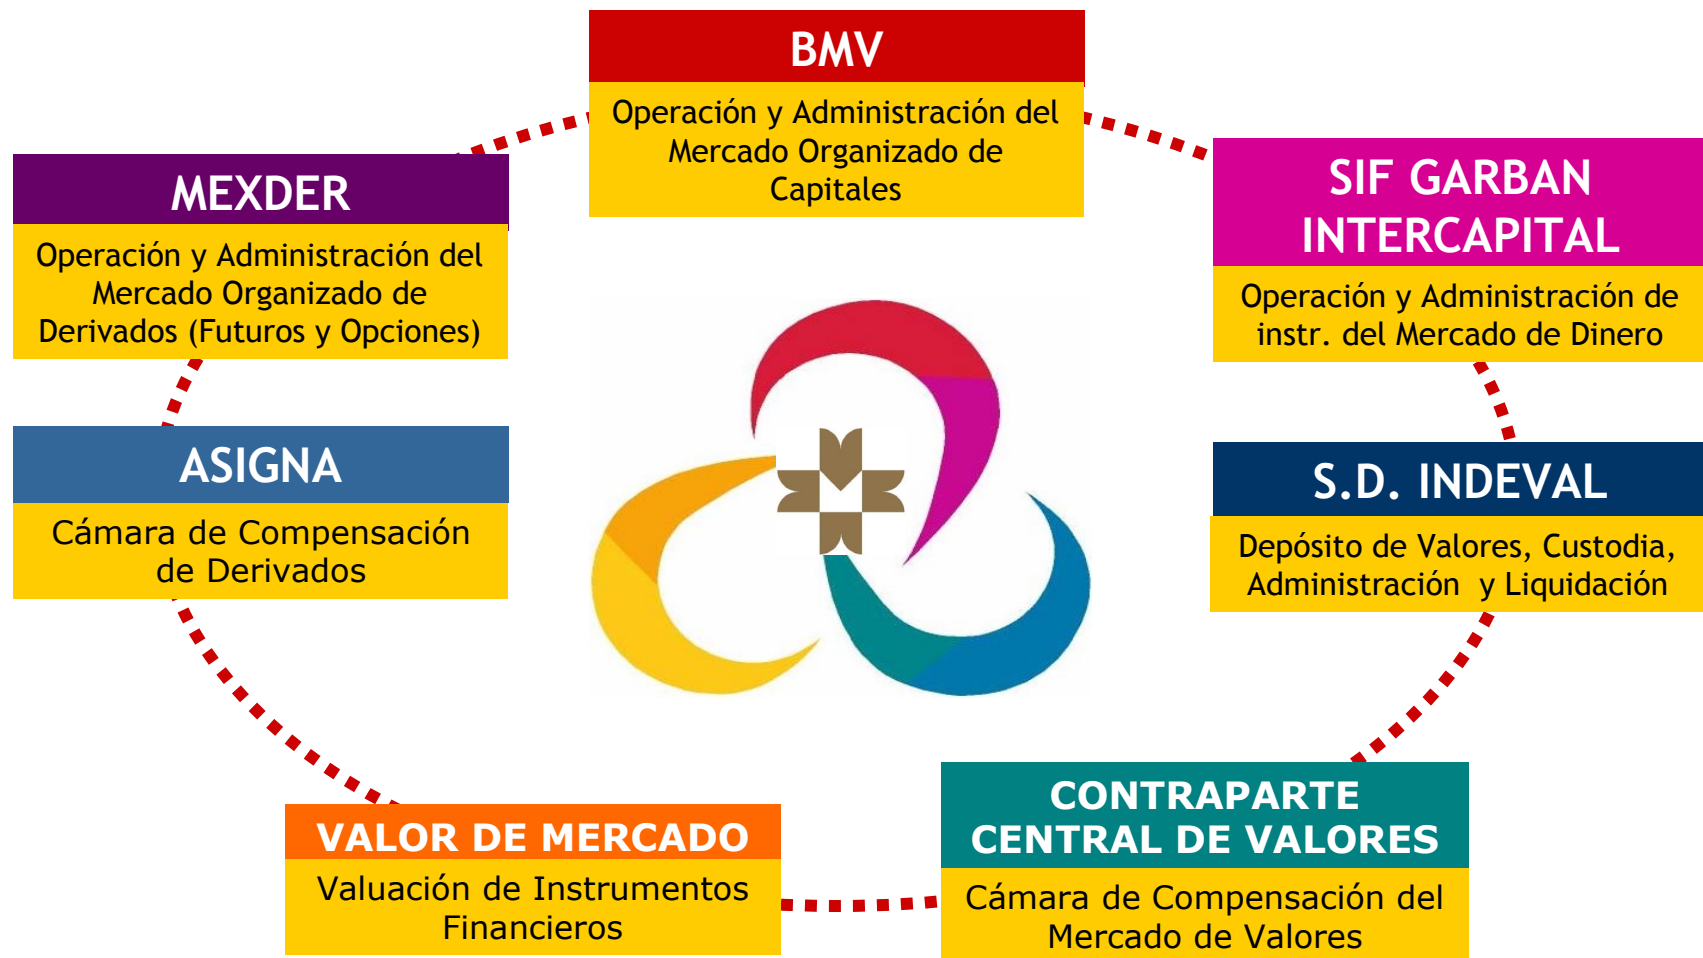 BMV
Operación y Administración del
Mercado Organizado de
Capitales
MEXDER
Operación y Administración del
Mercado Organizado de
Derivados (Futuros y Opciones)
SIF GARBAN
INTERCAPITAL
Operación y Administración de
instr. del Mercado de Dinero
ASIGNA
Cámara de Compensación
de Derivados
S.D. INDEVAL
Depósito de Valores, Custodia,
Administración y Liquidación
VALOR DE MERCADO
Valuación de Instrumentos
Financieros
CONTRAPARTE
CENTRAL DE VALORES
Cámara de Compensación del
Mercado de Valores